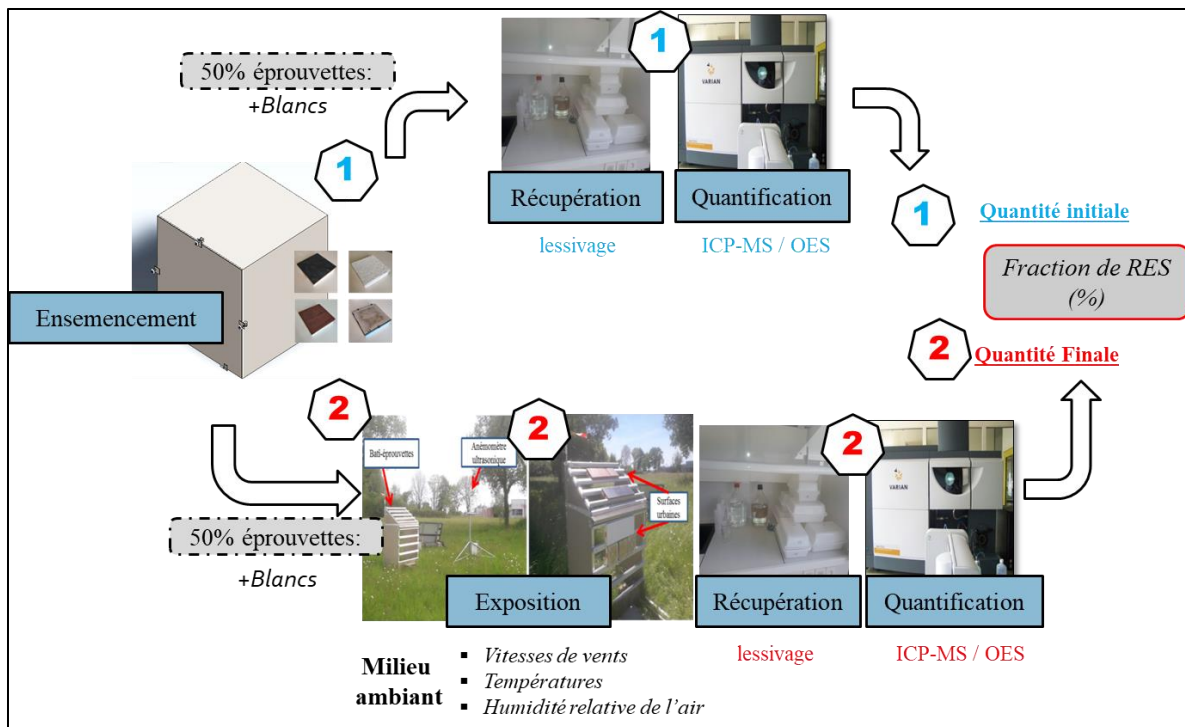 50% éprouvettes:
+Blancs
1
1
VARIAN
Récupération
Quantification
lessivage
ICP-MS / OES
1
Quantité initiale
Fraction de RES
(%)
Ensemencement
2
Quantité Finale
2
50% éprouvettes:
+Blancs
Bati-éprouvettes
Anémomètre
ultrasonique
2
Surfaces
urbaines
2
VARIAN
Exposition
Récupération
Quantification
lessivage
ICP-MS / OES
Milieu
ambiant
▪ Vitesses de vents
▪ Températures
▪ Humidité relative de l’air